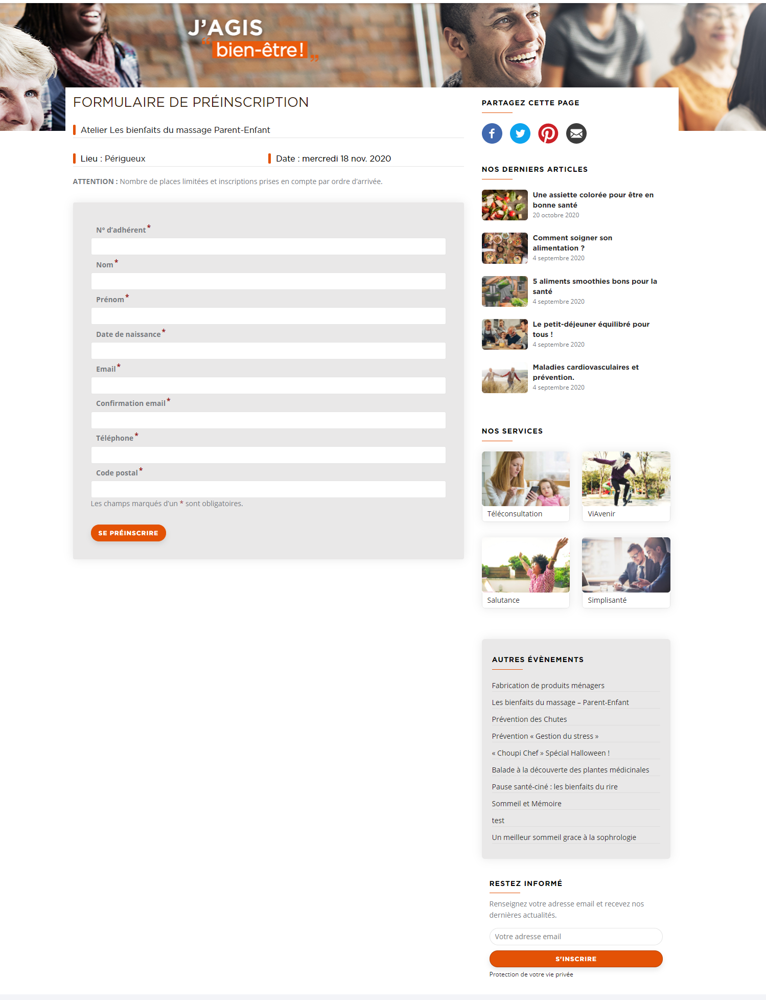 J’AGIS
“ bien-être! ”
FORMULAIRE DE PRÉINSCRIPTION
Atelier Les bienfaits du massage Parent-Enfant
Lieu : Périgueux
Date : mercredi 18 nov. 2020
ATTENTION : Nombre de places limitées et inscriptions prises en compte par ordre d’arrivée.
N° d’adhérent *
Nom *
Prénom *
Date de naissance *
Email *
Confirmation email *
Téléphone *
Code postal *
Les champs marqués d’un * sont obligatoires.
SE PRÉINSCRIRE
PARTAGEZ CETTE PAGE
NOS DERNIERS ARTICLES
Une assiette colorée pour être en
bonne santé
20 octobre 2020
Comment soigner son
alimentation ?
4 septembre 2020
5 aliments smoothies bons pour la
santé
4 septembre 2020
Le petit-déjeuner équilibré pour
tous !
4 septembre 2020
Maladies cardiovasculaires et
prévention.
4 septembre 2020
NOS SERVICES
Téléconsultation
ViAvenir
Salutance
Simplisanté
AUTRES ÉVÈNEMENTS
Fabrication de produits ménagers
Les bienfaits du massage – Parent-Enfant
Prévention des Chutes
Prévention « Gestion du stress »
« Choupi Chef » Spécial Halloween !
Balade à la découverte des plantes médicinales
Pause santé-ciné : les bienfaits du rire
Sommeil et Mémoire
test
Un meilleur sommeil grace à la sophrologie
RESTEZ INFORMÉ
Renseignez votre adresse email et recevez nos
dernières actualités.
Votre adresse email
S'INSCRIRE
Protection de votre vie privée